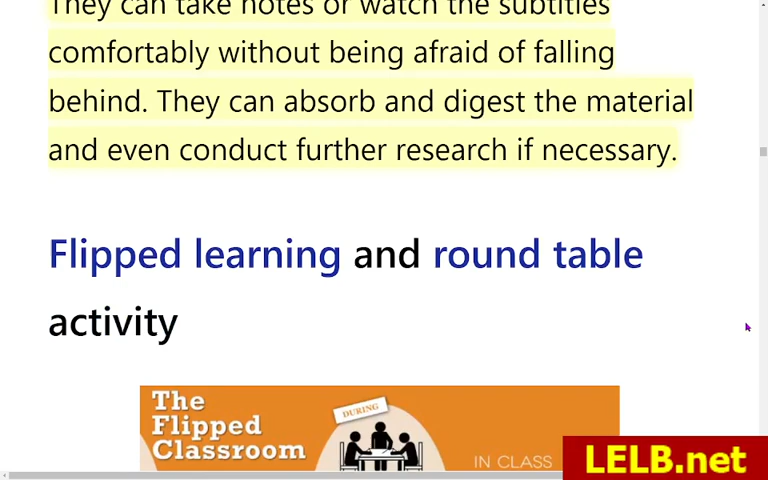 They can take notes or watch the subtitles
comfortably without being afraid of falling
behind. They can absorb and digest the material
and even conduct further research if necessary.
Flipped learning and round table
activity
The
Flipped
Classroom
DURING
IN CLASS
LELB.net